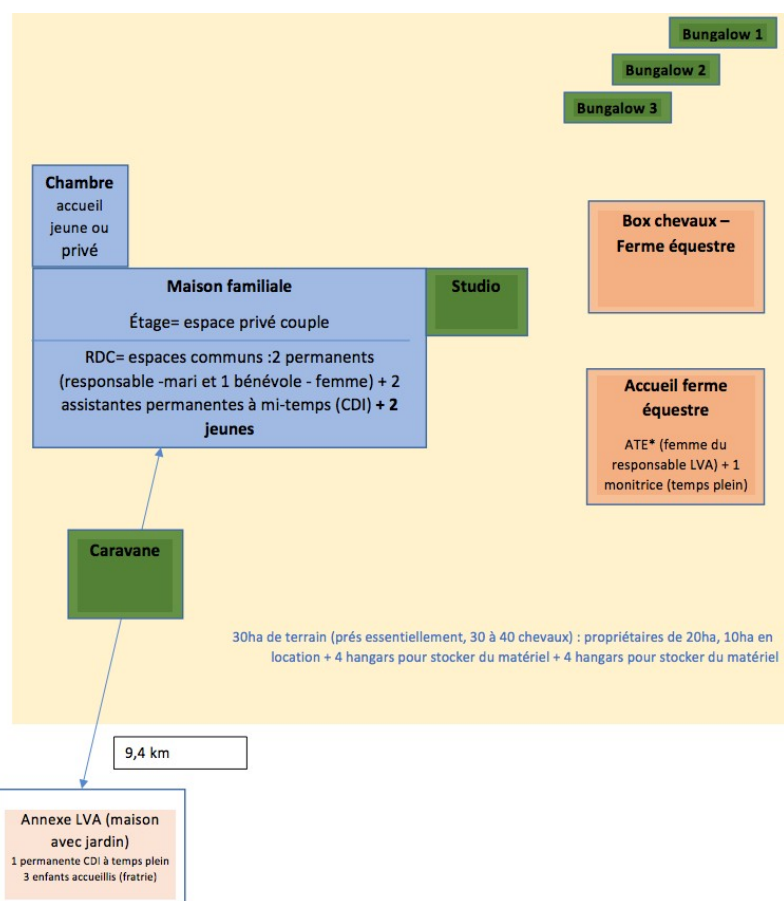 Bungalow 1
Bungalow 2
Bungalow 3
Chambre
accueil
jeune ou
privé
Box chevaux –
Ferme équestre
Maison familiale
Étage= espace privé couple
RDC= espaces communs :2 permanents
(responsable -mari et 1 bénévole - femme) + 2
assistantes permanentes à mi-temps (CDI) + 2
jeunes
Studio
Accueil ferme
équestre
ATE* (femme du
responsable LVA) + 1
monitrice (temps plein)
Caravane
30ha de terrain (prés essentiellement, 30 à 40 chevaux) : propriétaires de 20ha, 10ha en
location + 4 hangars pour stocker du matériel + 4 hangars pour stocker du matériel
9,4 km
Annexe LVA (maison
avec jardin)
1 permanente CDI à temps plein
3 enfants accueillis (fratrie)